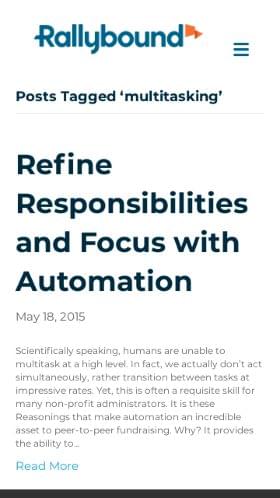 Rallybound
Posts Tagged ‘multitasking’
Refine
Responsibilities
and Focus with
Automation
May 18, 2015
Scientifically speaking, humans are unable to
multitask at a high level. In fact, we actually don’t act
simultaneously, rather transition between tasks at
impressive rates. Yet, this is often a requisite skill for
many non-profit administrators. It is these
Reasonings that make automation an incredible
asset to peer-to-peer fundraising. Why? It provides
the ability to...
Read More